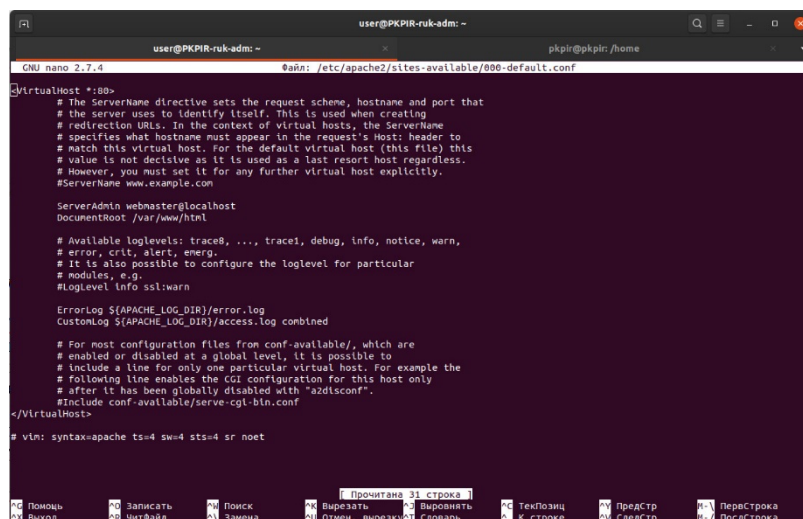 user@PKPIR-ruk-adm: ~
user@PKPIR-ruk-adm: ~
pkpir@pkpir: /home
GNU nano 2.7.4
Файл: /etc/apache2/sites-available/000-default.conf
<VirtualHost *:80>
# The ServerName directive sets the request scheme, hostname and port that
# the server uses to identify itself. This is used when creating
# redirection URLs. In the context of virtual hosts, the ServerName
# specifies what hostname must appear in the request's Host: header to
# match this virtual host. For the default virtual host (this file) this
# value is not decisive as it is used as a last resort host regardless.
# However, you must set it for any further virtual host explicitly.
#ServerName www.example.com
ServerAdmin webmaster@localhost
DocumentRoot /var/www/html
# Available loglevels: trace8, ..., trace1, debug, info, notice, warn,
# error, crit, alert, emerg.
# It is also possible to configure the loglevel for particular
# modules, e.g.
#LogLevel info ssl:warn
ErrorLog ${APACHE_LOG_DIR}/error.log
CustomLog ${APACHE_LOG_DIR}/access.log combined
# For most configuration files from conf-available/, which are
# enabled or disabled at a global level, it is possible to
# include a line for only one particular virtual host. For example the
# following line enables the CGI configuration for this host only
# after it has been globally disabled with "a2disconf".
#Include conf-available/serve-cgi-bin.conf
</VirtualHost>
# vim: syntax=apache ts=4 sw=4 sts=4 sr noet
[ Прочитана 31 строка ]
^G Помощь ^O Записать ^W Поиск ^K Вырезать ^J Выровнять ^C ТекПозиц ^Y ПредСтр M-\ ПервСтрока
^X Выход ^R ЧитФайл ^\ Замена ^U Отмен. вырезку ^T Словарь ^_ К строке ^V СледСтр M-/ ПослСтрока